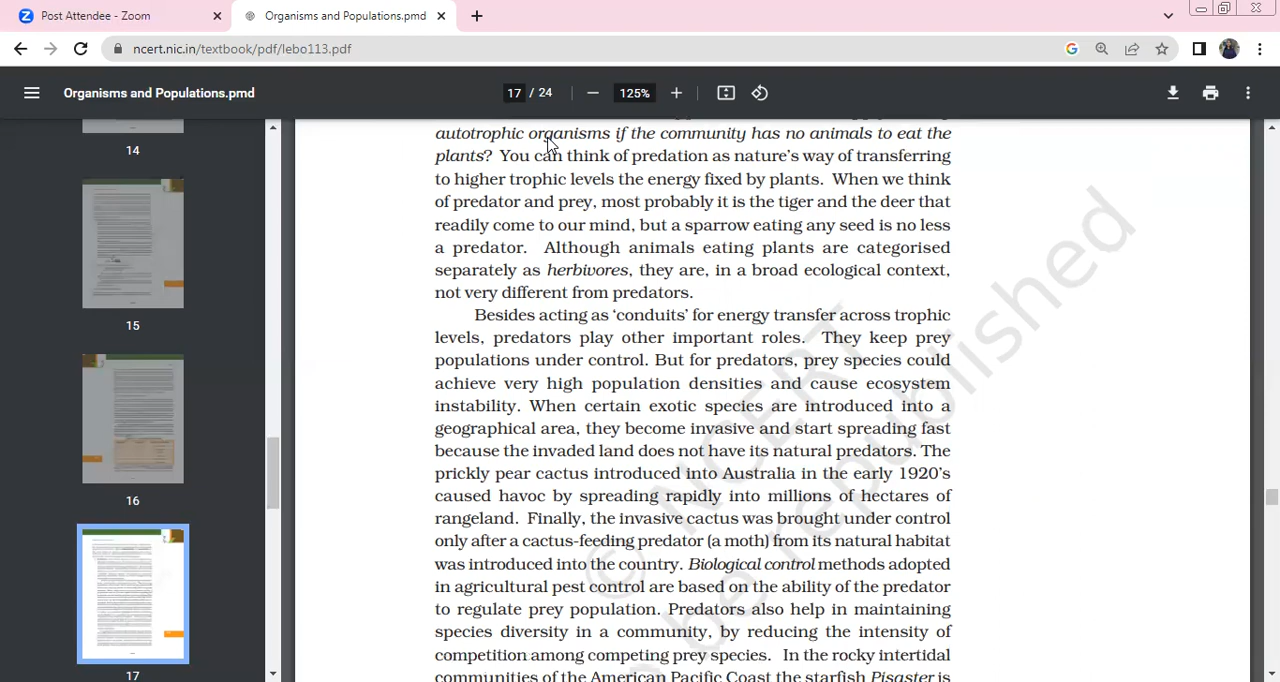 Post Attendee - Zoom
Organisms and Populations.pmd
ncert.nic.in/textbook/pdf/lebo113.pdf
Organisms and Populations.pmd
17 / 24
125%
14
15
16
17
autotrophic organisms if the community has no animals to eat the
plants? You can think of predation as nature's way of transferring
to higher trophic levels the energy fixed by plants. When we think
of predator and prey, most probably it is the tiger and the deer that
readily come to our mind, but a sparrow eating any seed is no less
a predator. Although animals eating plants are categorised
separately as herbivores, they are, in a broad ecological context,
not very different from predators.
Besides acting as 'conduits' for energy transfer across trophic
levels, predators play other important roles. They keep prey
populations under control. But for predators, prey species could
achieve very high population densities and cause ecosystem
instability. When certain exotic species are introduced into a
geographical area, they become invasive and start spreading fast
because the invaded land does not have its natural predators. The
prickly pear cactus introduced into Australia in the early 1920's
caused havoc by spreading rapidly into millions of hectares of
rangeland. Finally, the invasive cactus was brought under control
only after a cactus-feeding predator (a moth) from its natural habitat
was introduced into the country. Biological control methods adopted
in agricultural pest control are based on the ability of the predator
to regulate prey population. Predators also help in maintaining
species diversity in a community, by reducing the intensity of
competition among competing prey species. In the rocky intertidal
communities of the American Pacific Coast the starfish Pisaster is
© NCERT
be republished